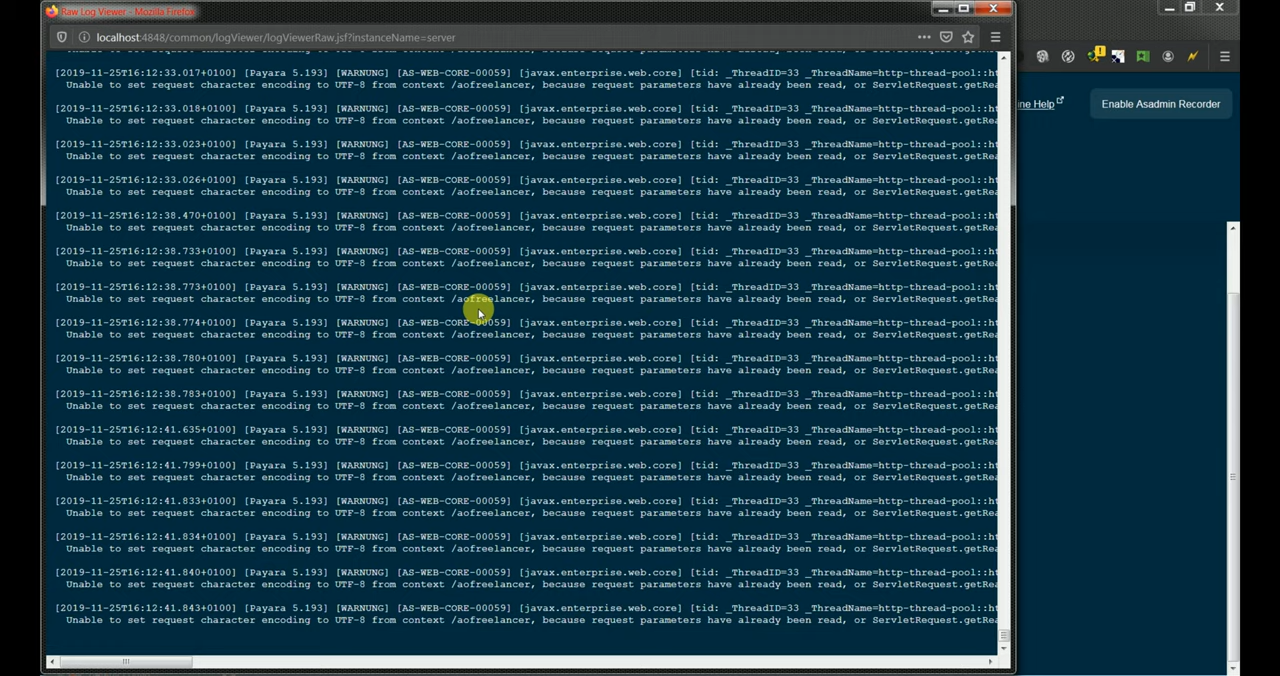 Raw Log Viewer - Mozilla Firefox
localhost:4848/common/logViewer/logViewerRaw.jsf?instanceName=server
ine Help
Enable Asadmin Recorder
[2019-11-25T16:12:33.017+0100] [Payara 5.193] [WARNUNG] [AS-WEB-CORE-00059] [javax.enterprise.web.core] [tid: _ThreadID=33 _ThreadName=http-thread-pool::ht
Unable to set request character encoding to UTF-8 from context /aofreelancer, because request parameters have already been read, or ServletRequest.getRea
[2019-11-25T16:12:33.018+0100] [Payara 5.193] [WARNUNG] [AS-WEB-CORE-00059] [javax.enterprise.web.core] [tid: _ThreadID=33 _ThreadName=http-thread-pool::ht
Unable to set request character encoding to UTF-8 from context /aofreelancer, because request parameters have already been read, or ServletRequest.getRea
[2019-11-25T16:12:33.023+0100] [Payara 5.193] [WARNUNG] [AS-WEB-CORE-00059] [javax.enterprise.web.core] [tid: _ThreadID=33 _ThreadName=http-thread-pool::ht
Unable to set request character encoding to UTF-8 from context /aofreelancer, because request parameters have already been read, or ServletRequest.getRea
[2019-11-25T16:12:33.026+0100] [Payara 5.193] [WARNUNG] [AS-WEB-CORE-00059] [javax.enterprise.web.core] [tid: _ThreadID=33 _ThreadName=http-thread-pool::ht
Unable to set request character encoding to UTF-8 from context /aofreelancer, because request parameters have already been read, or ServletRequest.getRea
[2019-11-25T16:12:38.470+0100] [Payara 5.193] [WARNUNG] [AS-WEB-CORE-00059] [javax.enterprise.web.core] [tid: _ThreadID=33 _ThreadName=http-thread-pool::ht
Unable to set request character encoding to UTF-8 from context /aofreelancer, because request parameters have already been read, or ServletRequest.getRea
[2019-11-25T16:12:38.733+0100] [Payara 5.193] [WARNUNG] [AS-WEB-CORE-00059] [javax.enterprise.web.core] [tid: _ThreadID=33 _ThreadName=http-thread-pool::ht
Unable to set request character encoding to UTF-8 from context /aofreelancer, because request parameters have already been read, or ServletRequest.getRea
[2019-11-25T16:12:38.773+0100] [Payara 5.193] [WARNUNG] [AS-WEB-CORE-00059] [javax.enterprise.web.core] [tid: _ThreadID=33 _ThreadName=http-thread-pool::ht
Unable to set request character encoding to UTF-8 from context /aofreelancer, because request parameters have already been read, or ServletRequest.getRea
[2019-11-25T16:12:38.774+0100] [Payara 5.193] [WARNUNG] [AS-WEB-CORE-00059] [javax.enterprise.web.core] [tid: _ThreadID=33 _ThreadName=http-thread-pool::ht
Unable to set request character encoding to UTF-8 from context /aofreelancer, because request parameters have already been read, or ServletRequest.getRea
[2019-11-25T16:12:38.780+0100] [Payara 5.193] [WARNUNG] [AS-WEB-CORE-00059] [javax.enterprise.web.core] [tid: _ThreadID=33 _ThreadName=http-thread-pool::ht
Unable to set request character encoding to UTF-8 from context /aofreelancer, because request parameters have already been read, or ServletRequest.getRea
[2019-11-25T16:12:38.783+0100] [Payara 5.193] [WARNUNG] [AS-WEB-CORE-00059] [javax.enterprise.web.core] [tid: _ThreadID=33 _ThreadName=http-thread-pool::ht
Unable to set request character encoding to UTF-8 from context /aofreelancer, because request parameters have already been read, or ServletRequest.getRea
[2019-11-25T16:12:41.635+0100] [Payara 5.193] [WARNUNG] [AS-WEB-CORE-00059] [javax.enterprise.web.core] [tid: _ThreadID=33 _ThreadName=http-thread-pool::ht
Unable to set request character encoding to UTF-8 from context /aofreelancer, because request parameters have already been read, or ServletRequest.getRea
[2019-11-25T16:12:41.799+0100] [Payara 5.193] [WARNUNG] [AS-WEB-CORE-00059] [javax.enterprise.web.core] [tid: _ThreadID=33 _ThreadName=http-thread-pool::ht
Unable to set request character encoding to UTF-8 from context /aofreelancer, because request parameters have already been read, or ServletRequest.getRea
[2019-11-25T16:12:41.833+0100] [Payara 5.193] [WARNUNG] [AS-WEB-CORE-00059] [javax.enterprise.web.core] [tid: _ThreadID=33 _ThreadName=http-thread-pool::ht
Unable to set request character encoding to UTF-8 from context /aofreelancer, because request parameters have already been read, or ServletRequest.getRea
[2019-11-25T16:12:41.834+0100] [Payara 5.193] [WARNUNG] [AS-WEB-CORE-00059] [javax.enterprise.web.core] [tid: _ThreadID=33 _ThreadName=http-thread-pool::ht
Unable to set request character encoding to UTF-8 from context /aofreelancer, because request parameters have already been read, or ServletRequest.getRea
[2019-11-25T16:12:41.840+0100] [Payara 5.193] [WARNUNG] [AS-WEB-CORE-00059] [javax.enterprise.web.core] [tid: _ThreadID=33 _ThreadName=http-thread-pool::ht
Unable to set request character encoding to UTF-8 from context /aofreelancer, because request parameters have already been read, or ServletRequest.getRea
[2019-11-25T16:12:41.843+0100] [Payara 5.193] [WARNUNG] [AS-WEB-CORE-00059] [javax.enterprise.web.core] [tid: _ThreadID=33 _ThreadName=http-thread-pool::ht
Unable to set request character encoding to UTF-8 from context /aofreelancer, because request parameters have already been read, or ServletRequest.getRea